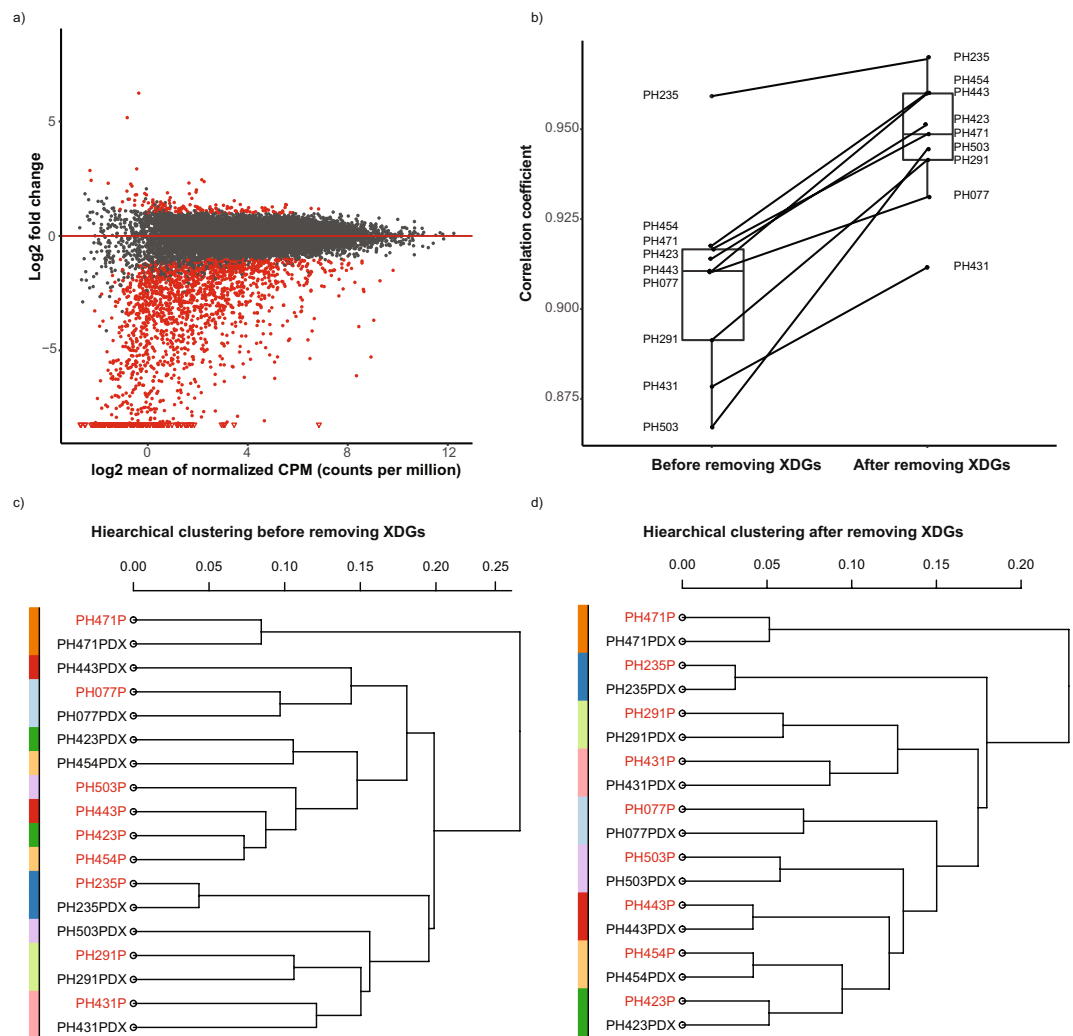 a)
Log2 fold change
5
0
−5
0
4
8
12
log2 mean of normalized CPM (counts per million)
b)
Correlation coefficient
0.950
0.925
0.900
0.875
PH235
PH454
PH471
PH423
PH443
PH077
PH291
PH431
PH503
PH235
PH454
PH443
PH423
PH471
PH503
PH291
PH077
PH431
Before removing XDGs
After removing XDGs
c)
Hiearchical clustering before removing XDGs
0.00 0.05 0.10 0.15 0.20 0.25
PH471P
PH471PDX
PH443PDX
PH077P
PH077PDX
PH423PDX
PH454PDX
PH503P
PH443P
PH423P
PH454P
PH235P
PH235PDX
PH503PDX
PH291P
PH291PDX
PH431P
PH431PDX
d)
Hiearchical clustering after removing XDGs
0.00 0.05 0.10 0.15 0.20
PH471P
PH471PDX
PH235P
PH235PDX
PH291P
PH291PDX
PH431P
PH431PDX
PH077P
PH077PDX
PH503P
PH503PDX
PH443P
PH443PDX
PH454P
PH454PDX
PH423P
PH423PDX